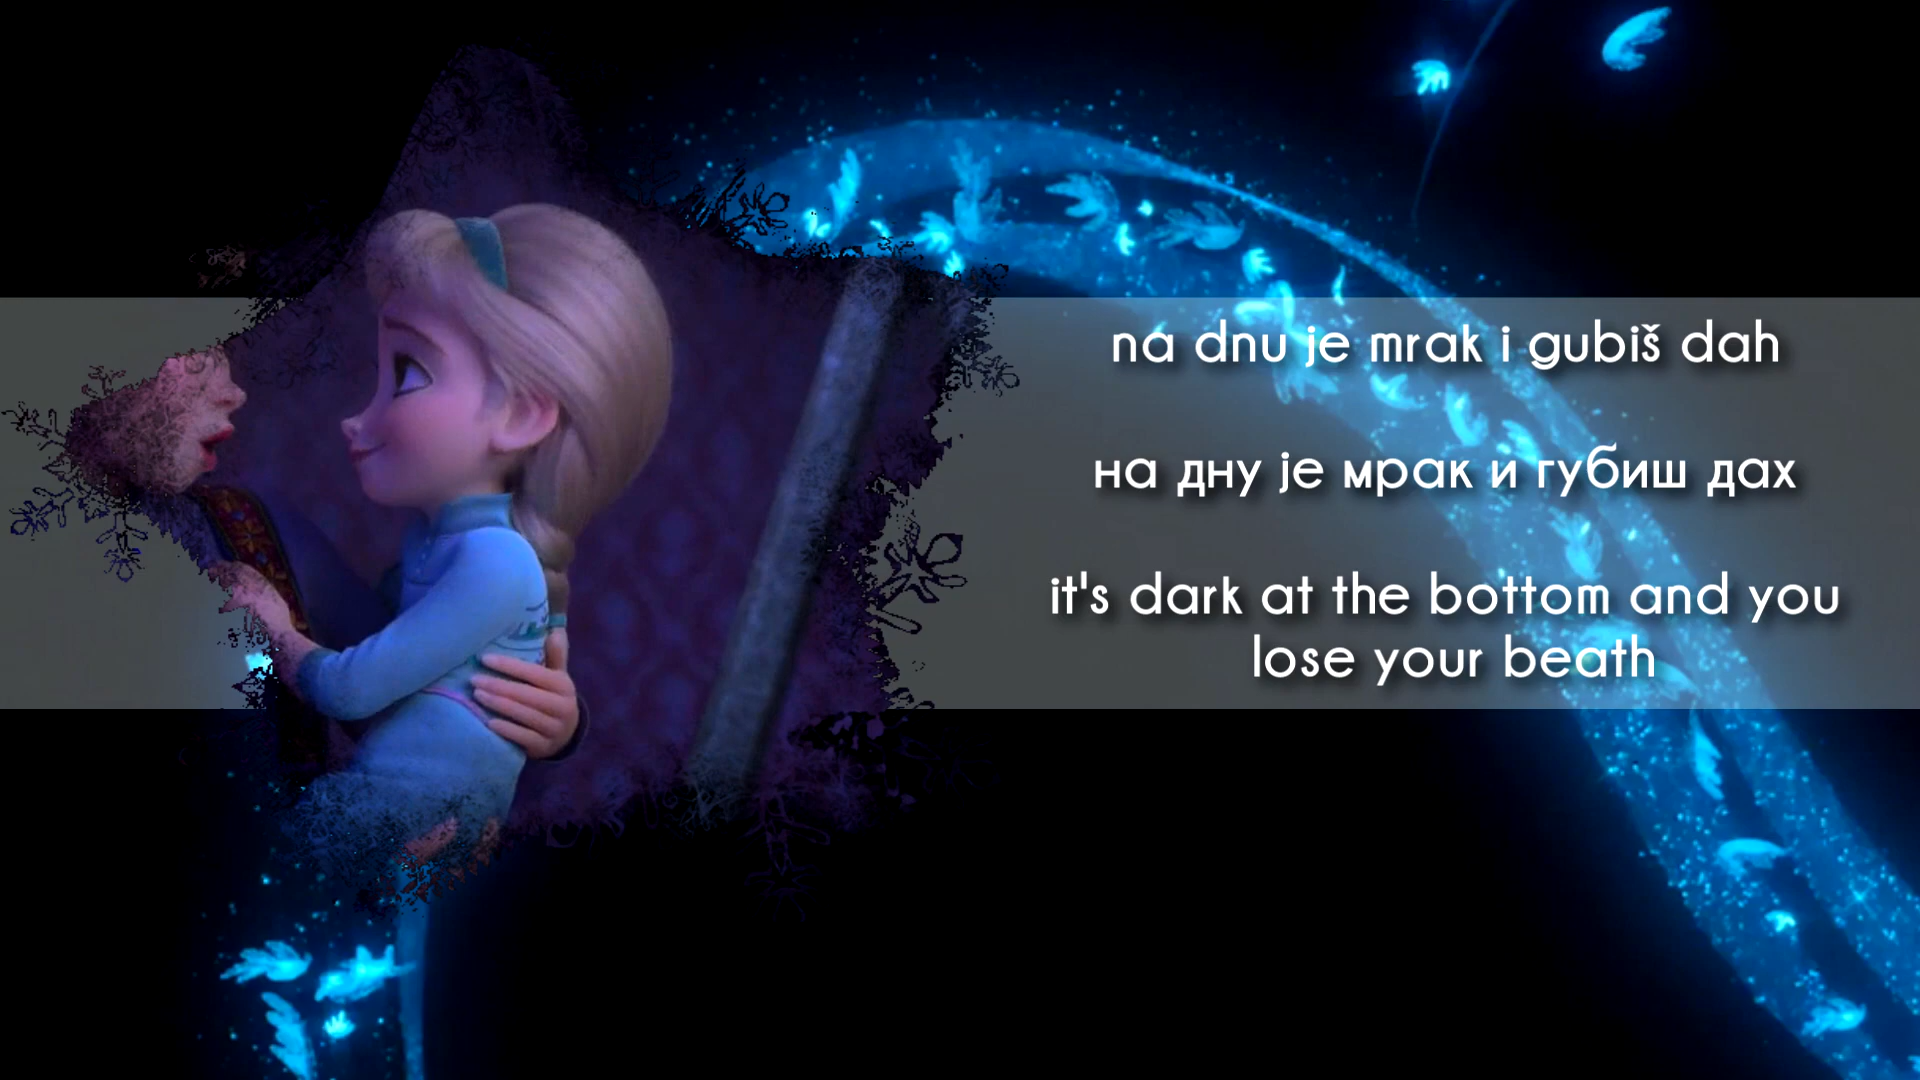 na dnu je mrak i gubiš dah
на дну је мрак и губиш дах
it's dark at the bottom and you
lose your beath